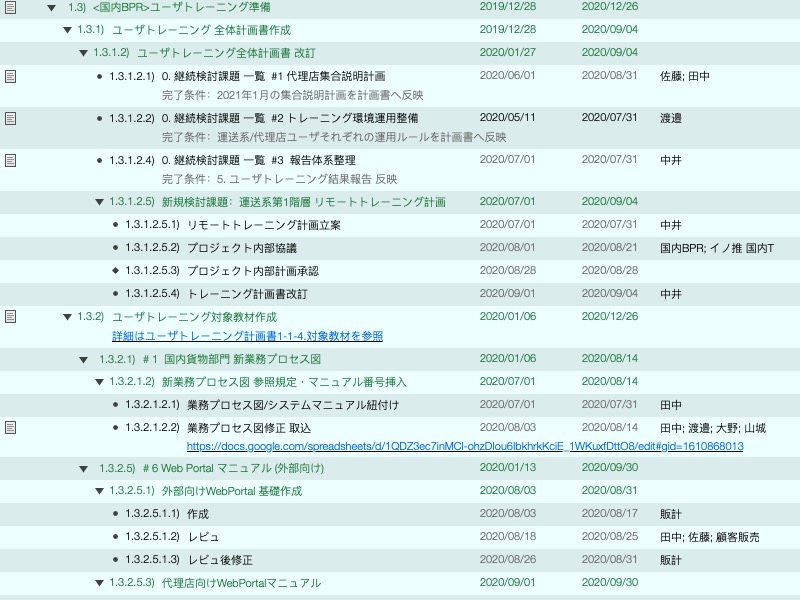 1.3) <国内BPR>ユーザトレーニング準備 2019/12/28 2020/12/26
1.3.1) ユーザトレーニング 全体計画書作成 2019/12/28 2020/09/04
1.3.1.2) ユーザトレーニング全体計画書 改訂 2020/01/27 2020/09/04
1.3.1.2.1) 0. 継続検討課題 一覧 #1 代理店集合説明計画 2020/06/01 2020/08/31 佐藤; 田中
完了条件: 2021年1月の集合説明計画を計画書へ反映
1.3.1.2.2) 0. 継続検討課題 一覧 #2 トレーニング環境運用整備 2020/05/11 2020/07/31 渡邉
完了条件: 運送系/代理店ユーザそれぞれの運用ルールを計画書へ反映
1.3.1.2.4) 0. 継続検討課題 一覧 #3 報告体系整理 2020/07/01 2020/07/31 中井
完了条件: 5. ユーザトレーニング結果報告 反映
1.3.1.2.5) 新規検討課題: 運送系第1階層 リモートトレーニング計画 2020/07/01 2020/09/04
1.3.1.2.5.1) リモートトレーニング計画立案 2020/07/01 2020/07/31 中井
1.3.1.2.5.2) プロジェクト内部協議 2020/08/01 2020/08/21 国内BPR; イノ推 国内T
1.3.1.2.5.3) プロジェクト内部計画承認 2020/08/28 2020/08/28
1.3.1.2.5.4) トレーニング計画書改訂 2020/09/01 2020/09/04 中井
1.3.2) ユーザトレーニング対象教材作成 2020/01/06 2020/12/26
詳細はユーザトレーニング計画書1-1-4.対象教材を参照
1.3.2.1) #1 国内貨物部門 新業務プロセス図 2020/01/06 2020/08/14
1.3.2.1.2) 新業務プロセス図 参照規定・マニュアル番号挿入 2020/07/01 2020/08/14
1.3.2.1.2.1) 業務プロセス図/システムマニュアル紐付け 2020/07/01 2020/07/31 田中
1.3.2.1.2.2) 業務プロセス図修正 取込 2020/08/03 2020/08/14 田中; 渡邉; 大野; 山城
https://docs.google.com/spreadsheets/d/1QDZ3ec7inMCl-ohzDIou6lbkhrkKciE_1WKuxfDttO8/edit#gid=1610868013
1.3.2.5) #6 Web Portal マニュアル (外部向け) 2020/01/13 2020/09/30
1.3.2.5.1) 外部向けWebPortal 基礎作成 2020/08/03 2020/08/31
1.3.2.5.1.1) 作成 2020/08/03 2020/08/17 販計
1.3.2.5.1.2) レビュ 2020/08/18 2020/08/25 田中; 佐藤; 顧客販売
1.3.2.5.1.3) レビュ後修正 2020/08/26 2020/08/31 販計
1.3.2.5.3) 代理店向けWebPortalマニュアル 2020/09/01 2020/09/30